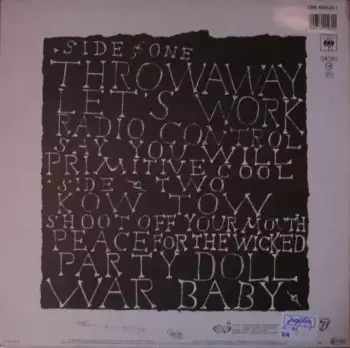 SIDE ONE
THROWAWAY
LET'S WORK
RADIO CONTROL
SAY YOU WILL
PRIMITIVE COOL
SIDE TWO
KOW TOW
SHOOT OFF YOUR MOUTH
PEACE FOR THE WICKED
PARTY DOLL
WAR BABY